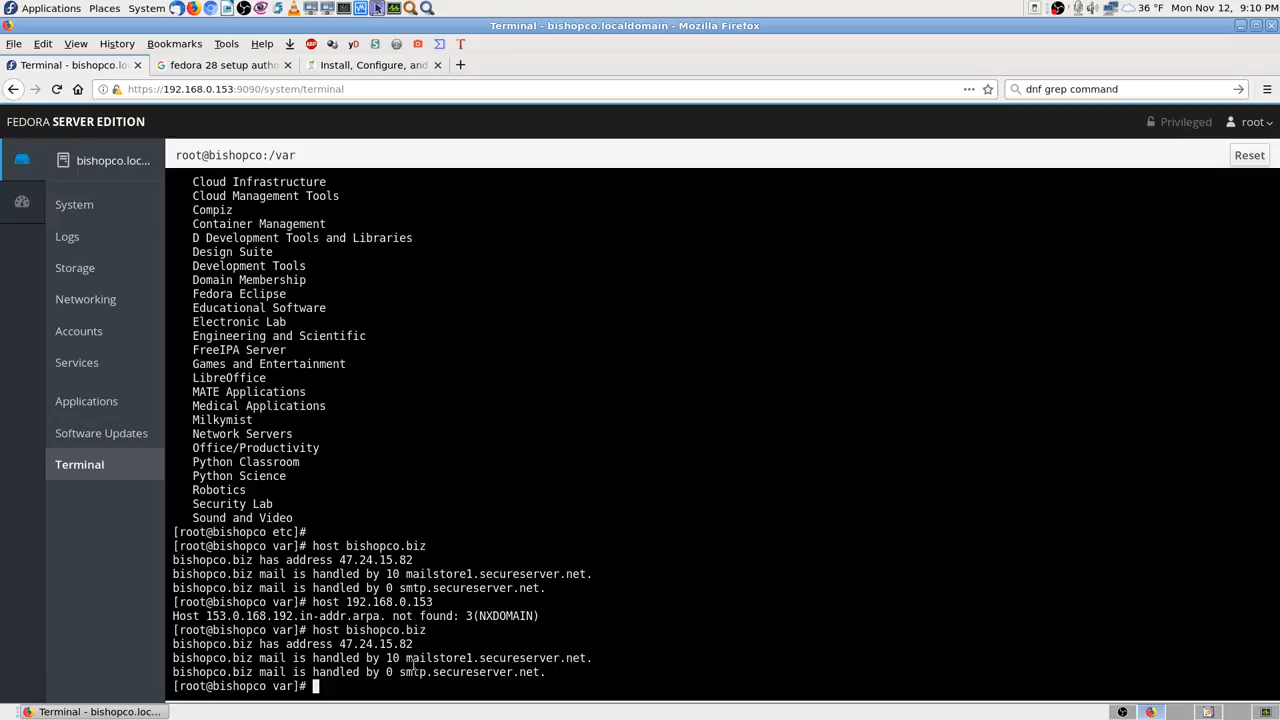 Applications Places System 36 °F Mon Nov 12, 9:10 PM
Terminal - bishopco.localdomain - Mozilla Firefox
File Edit View History Bookmarks Tools Help
Terminal - bishopco.lo fedora 28 setup autho Install, Configure, and
https://192.168.0.153:9090/system/terminal dnf grep command
FEDORA SERVER EDITION Privileged root
bishopco.loc... root@bishopco:/var Reset
System
Logs
Storage
Networking
Accounts
Services
Applications
Software Updates
Terminal
Cloud Infrastructure
Cloud Management Tools
Compiz
Container Management
D Development Tools and Libraries
Design Suite
Development Tools
Domain Membership
Fedora Eclipse
Educational Software
Electronic Lab
Engineering and Scientific
FreeIPA Server
Games and Entertainment
LibreOffice
MATE Applications
Medical Applications
Milkymist
Network Servers
Office/Productivity
Python Classroom
Python Science
Robotics
Security Lab
Sound and Video
[root@bishopco etc]#
[root@bishopco var]# host bishopco.biz
bishopco.biz has address 47.24.15.82
bishopco.biz mail is handled by 10 mailstore1.secureserver.net.
bishopco.biz mail is handled by 0 smtp.secureserver.net.
[root@bishopco var]# host 192.168.0.153
Host 153.0.168.192.in-addr.arpa. not found: 3(NXDOMAIN)
[root@bishopco var]# host bishopco.biz
bishopco.biz has address 47.24.15.82
bishopco.biz mail is handled by 10 mailstore1.secureserver.net.
bishopco.biz mail is handled by 0 smtp.secureserver.net.
[root@bishopco var]#
Terminal - bishopco.loc...